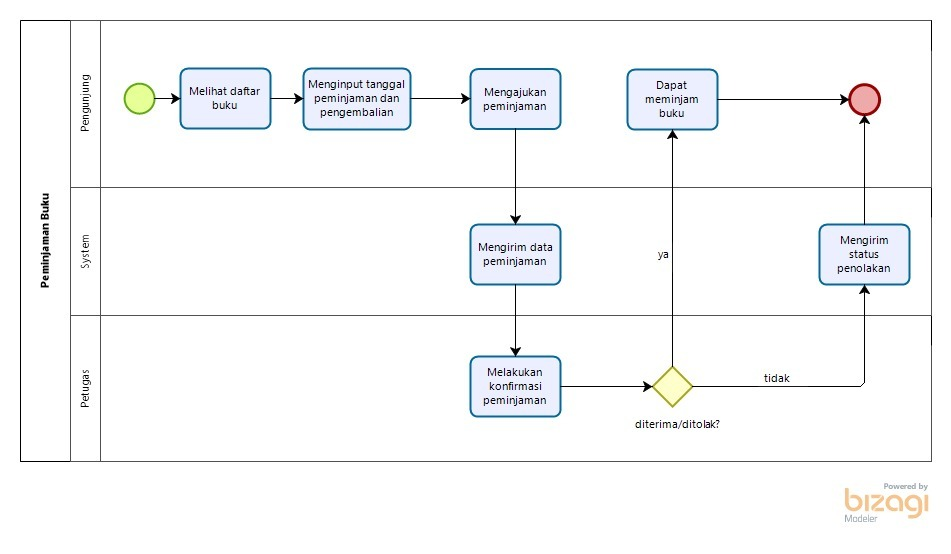 Peminjaman Buku
Pengunjung
Melihat daftar
buku
Menginput tanggal
peminjaman dan
pengembalian
Mengajukan
peminjaman
Dapat
meminjam
buku
System
Mengirim data
peminjaman
ya
Mengirim
status
penolakan
Petugas
Melakukan
konfirmasi
peminjaman
tidak
diterima/ditolak?
Powered by
bizagi
Modeler